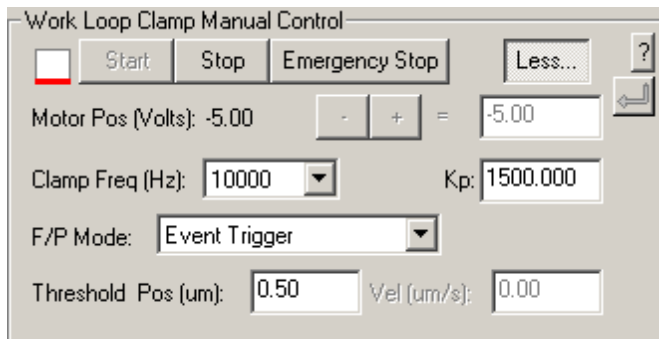 Work Loop Clamp Manual Control
Start Stop Emergency Stop Less... ?
Motor Pos (Volts): -5.00 - + = -5.00
Clamp Freq (Hz): 10000 Kp: 1500.000
F/P Mode: Event Trigger
Threshold Pos (um): 0.50 Vel (um/s): 0.00